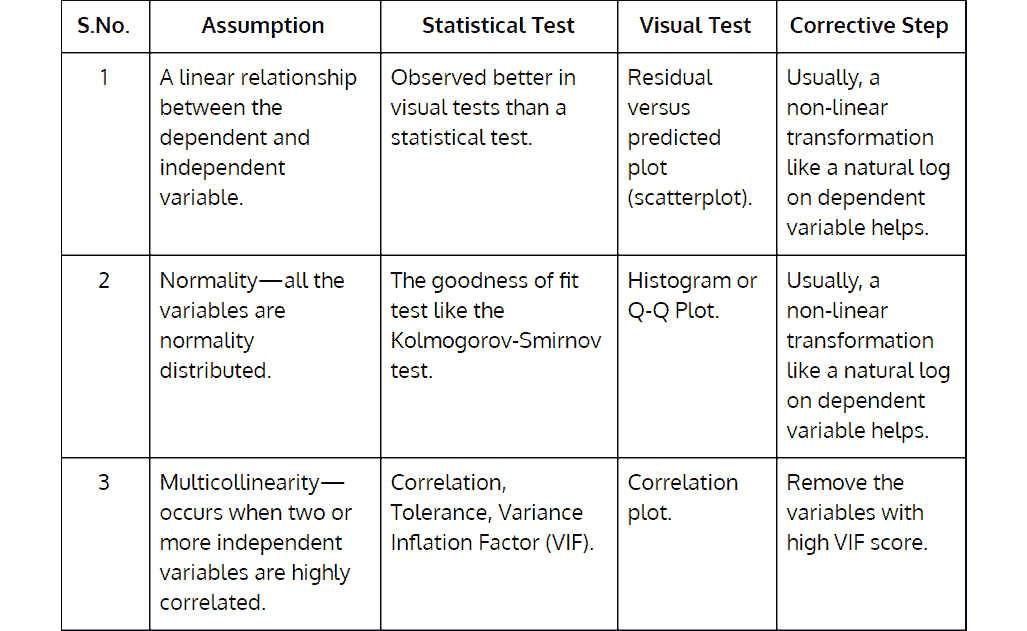 S.No.
Assumption
Statistical Test
Visual Test
Corrective Step
1
A linear relationship
between the
dependent and
independent
variable.
Observed better in
visual tests than a
statistical test.
Residual
versus
predicted
plot
(scatterplot).
Usually, a
non-linear
transformation
like a natural log
on dependent
variable helps.
2
Normality—all the
variables are
normality
distributed.
The goodness of fit
test like the
Kolmogorov-Smirnov
test.
Histogram or
Q-Q Plot.
Usually, a
non-linear
transformation
like a natural log
on dependent
variable helps.
3
Multicollinearity—
occurs when two or
more independent
variables are highly
correlated.
Correlation,
Tolerance, Variance
Inflation Factor (VIF).
Correlation
plot.
Remove the
variables with
high VIF score.